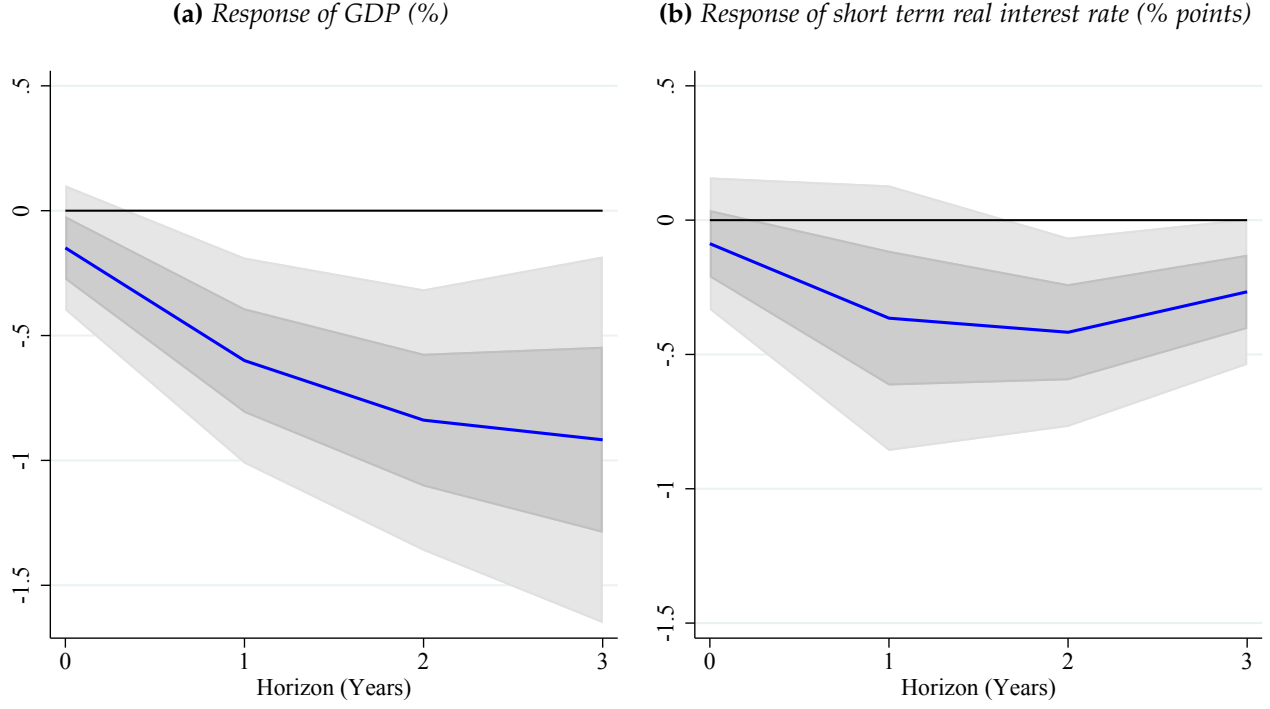 (a) Response of GDP (%)
.5
0
-.5
-1
-1.5
0 1 2 3
Horizon (Years)
(b) Response of short term real interest rate (% points)
.5
0
-.5
-1
-1.5
0 1 2 3
Horizon (Years)